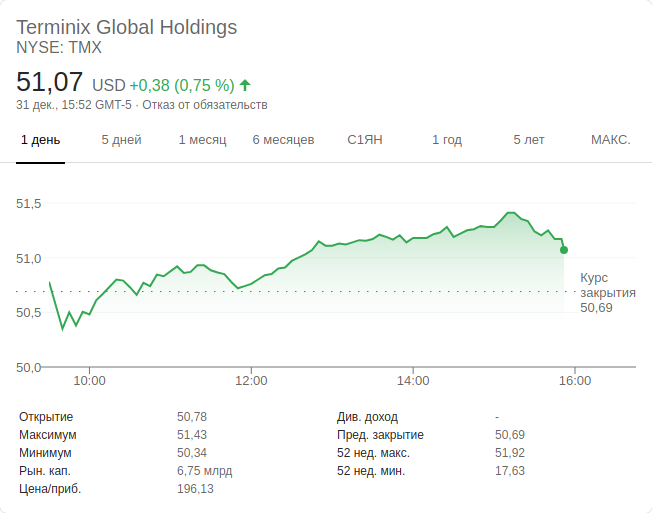 Terminix Global Holdings
NYSE: TMX
51,07 USD +0,38 (0,75 %)
31 дек., 15:52 GMT-5 · Отказ от обязательств
1 день 5 дней 1 месяц 6 месяцев С1ЯН 1 год 5 лет МАКС.
51,5
51,0
Курс
закрытия
50,69
50,5
50,0
10:00 12:00 14:00 16:00
Открытие 50,78 Див. доход -
Максимум 51,43 Пред. закрытие 50,69
Минимум 50,34 52 нед. макс. 51,92
Рын. кап. 6,75 млрд 52 нед. мин. 17,63
Цена/приб. 196,13